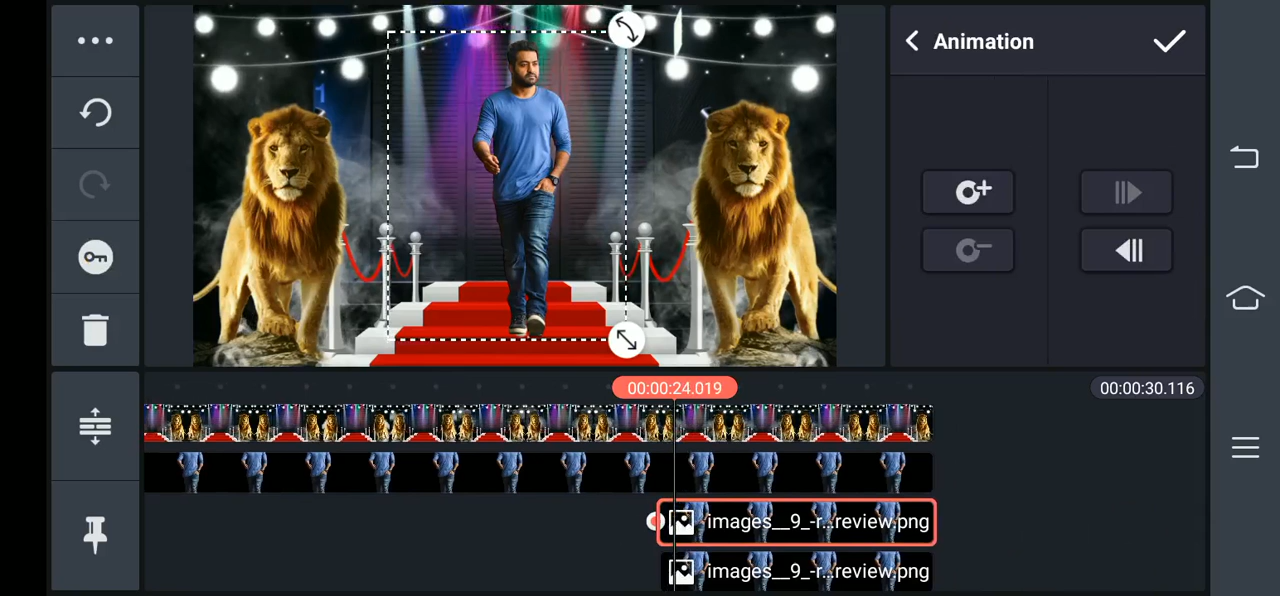 Animation
00:00:24.019
00:00:30.116
images__9_-r…review.png
images__9_-r…review.png